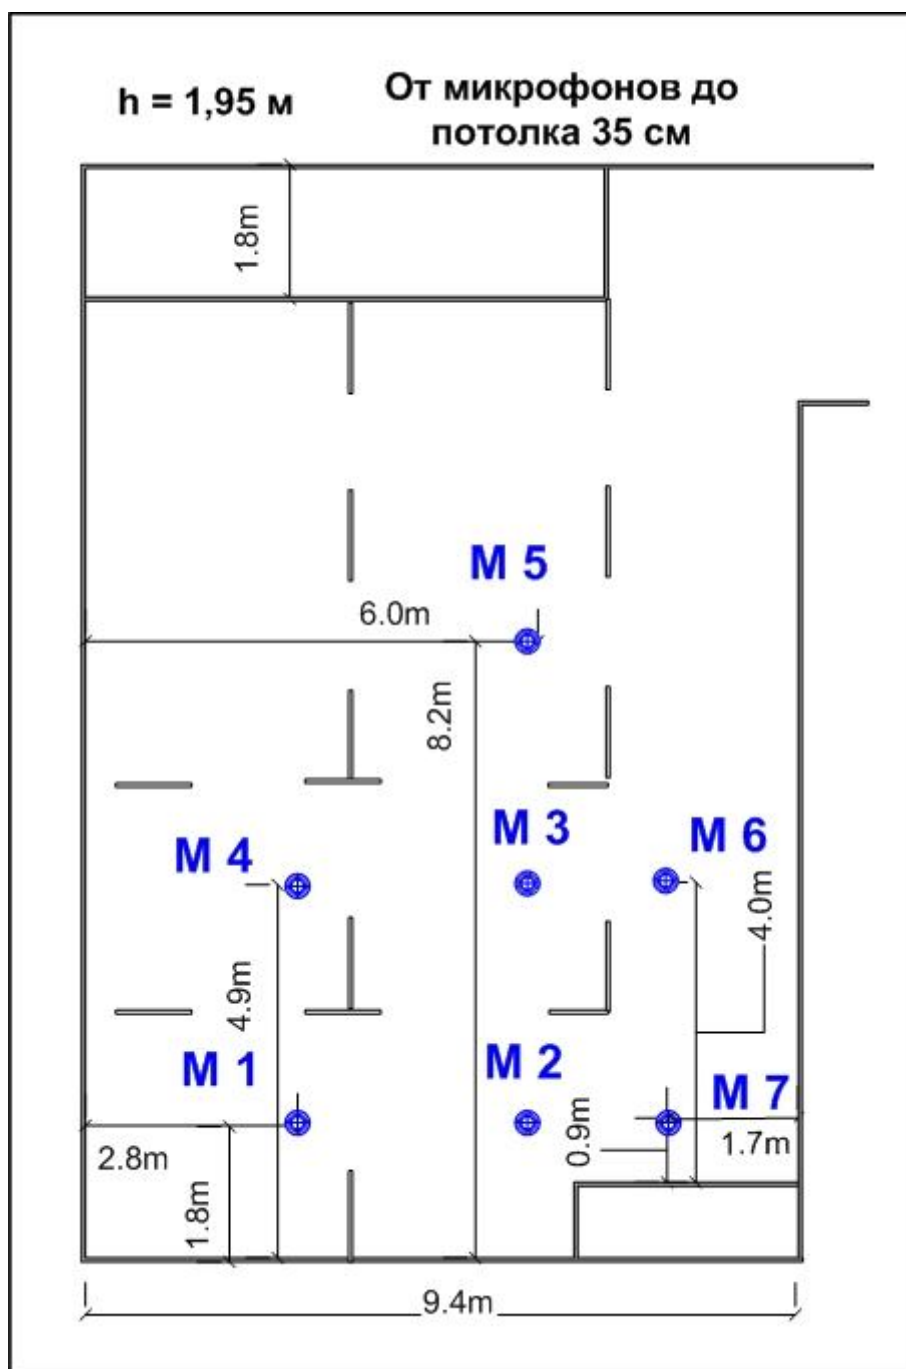 h = 1,95 м
От микрофонов до
потолка 35 см
1.8m
М 5
6.0m
8.2m
М 4
М 3
М 6
4.0m
4.9m
М 1
М 2
М 7
0.9m
2.8m
1.7m
1.8m
9.4m